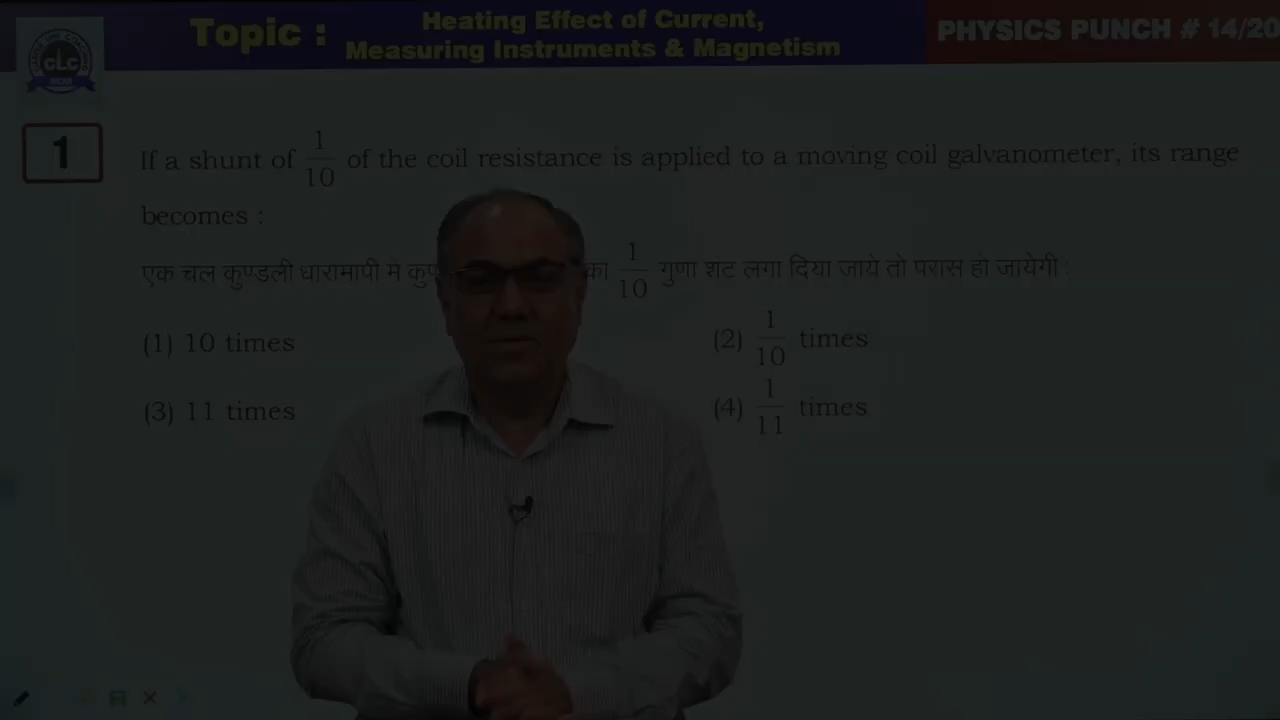 Topic : Heating Effect of Current,
Measuring Instruments & Magnetism
PHYSICS PUNCH # 14/20
CLC
1
If a shunt of 1/10 of the coil resistance is applied to a moving coil galvanometer, its range
becomes :
एक चल कुण्डली धारामापी मे का 1/10 गुणा शट लगा दिया जाये तो परास हो जायेगी :
(1) 10 times
(2) 1/10 times
(3) 11 times
(4) 1/11 times